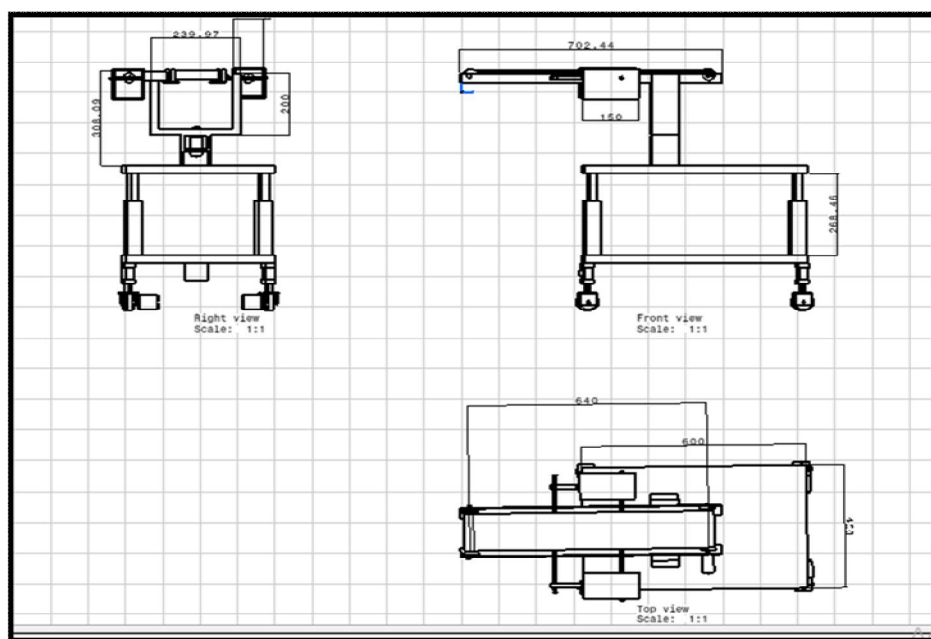 239.97
702.44
308.09
200
150
268.46
Right view
Scale: 1:1
Front view
Scale: 1:1
640
600
Top view
Scale: 1:1